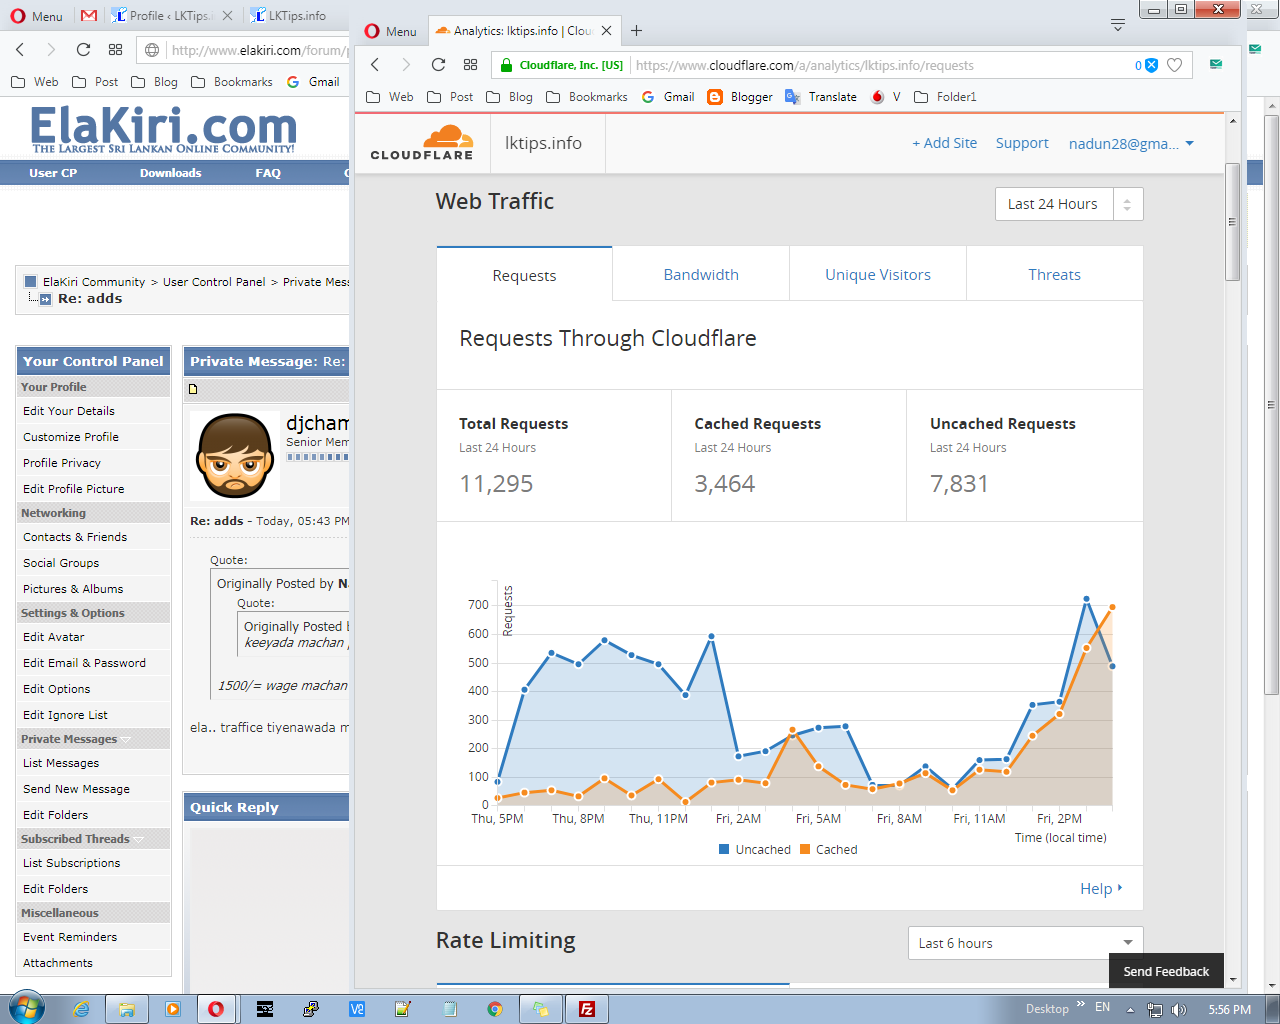 Menu
Profile ‹ LKTips.i
LKTips.info
http://www.elakiri.com/forum/p
Web
Post
Blog
Bookmarks
Gmail
ElaKiri.com
THE LARGEST SRI LANKAN ONLINE COMMUNITY!
User CP
Downloads
FAQ
ElaKiri Community > User Control Panel > Private Mess
Re: adds
Your Control Panel
Your Profile
Edit Your Details
Customize Profile
Profile Privacy
Edit Profile Picture
Networking
Contacts & Friends
Social Groups
Pictures & Albums
Settings & Options
Edit Avatar
Edit Email & Password
Edit Options
Edit Ignore List
Private Messages
List Messages
Send New Message
Edit Folders
Subscribed Threads
List Subscriptions
Edit Folders
Miscellaneous
Event Reminders
Attachments
Private Message: Re:
djcham
Senior Mem
Re: adds - Today, 05:43 PM
Quote:
Originally Posted by Na
Quote:
Originally Posted b
keeyada machan p
1500/= wage machan
ela.. traffice tiyenawada m
Quick Reply
Menu
Analytics: lktips.info | Clou
Cloudflare, Inc. [US]
https://www.cloudflare.com/a/analytics/lktips.info/requests
0
Web
Post
Blog
Bookmarks
Gmail
Blogger
Translate
V
Folder1
CLOUDFLARE
lktips.info
+ Add Site
Support
nadun28@gma...
Web Traffic
Last 24 Hours
Requests
Bandwidth
Unique Visitors
Threats
Requests Through Cloudflare
Total Requests
Last 24 Hours
11,295
Cached Requests
Last 24 Hours
3,464
Uncached Requests
Last 24 Hours
7,831
Requests
700
600
500
400
300
200
100
0
Thu, 5PM
Thu, 8PM
Thu, 11PM
Fri, 2AM
Fri, 5AM
Fri, 8AM
Fri, 11AM
Fri, 2PM
Time (local time)
Uncached
Cached
Help
Rate Limiting
Last 6 hours
Send Feedback
Desktop
EN
5:56 PM